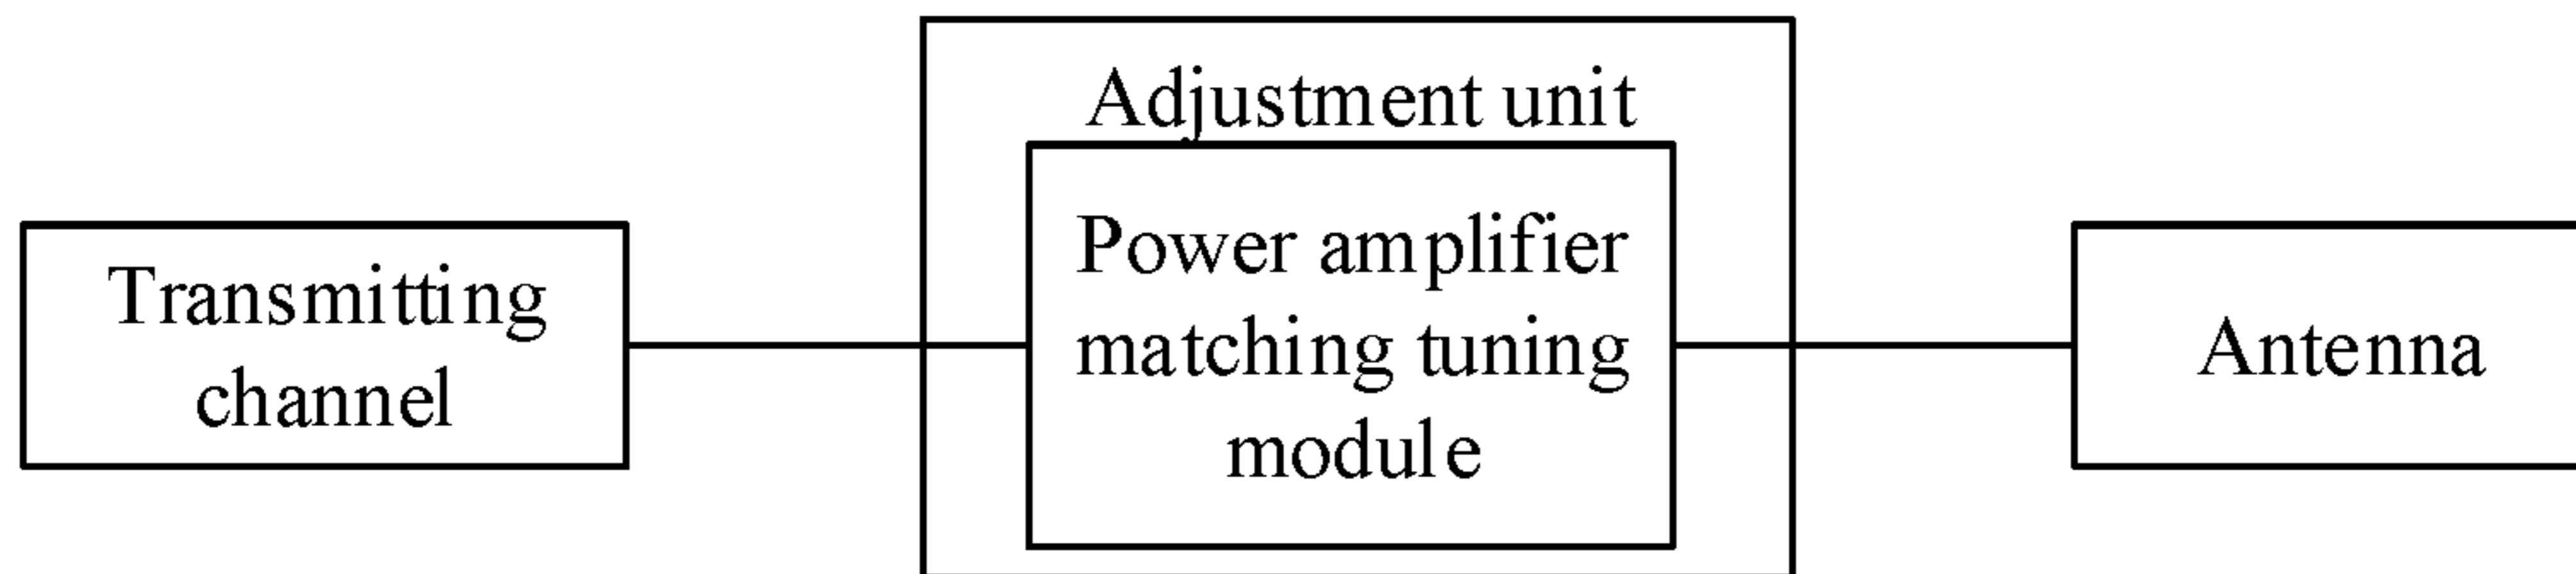 Adjustment unit
Power amplifier
matching tuning
module
Transmitting
channel
Antenna